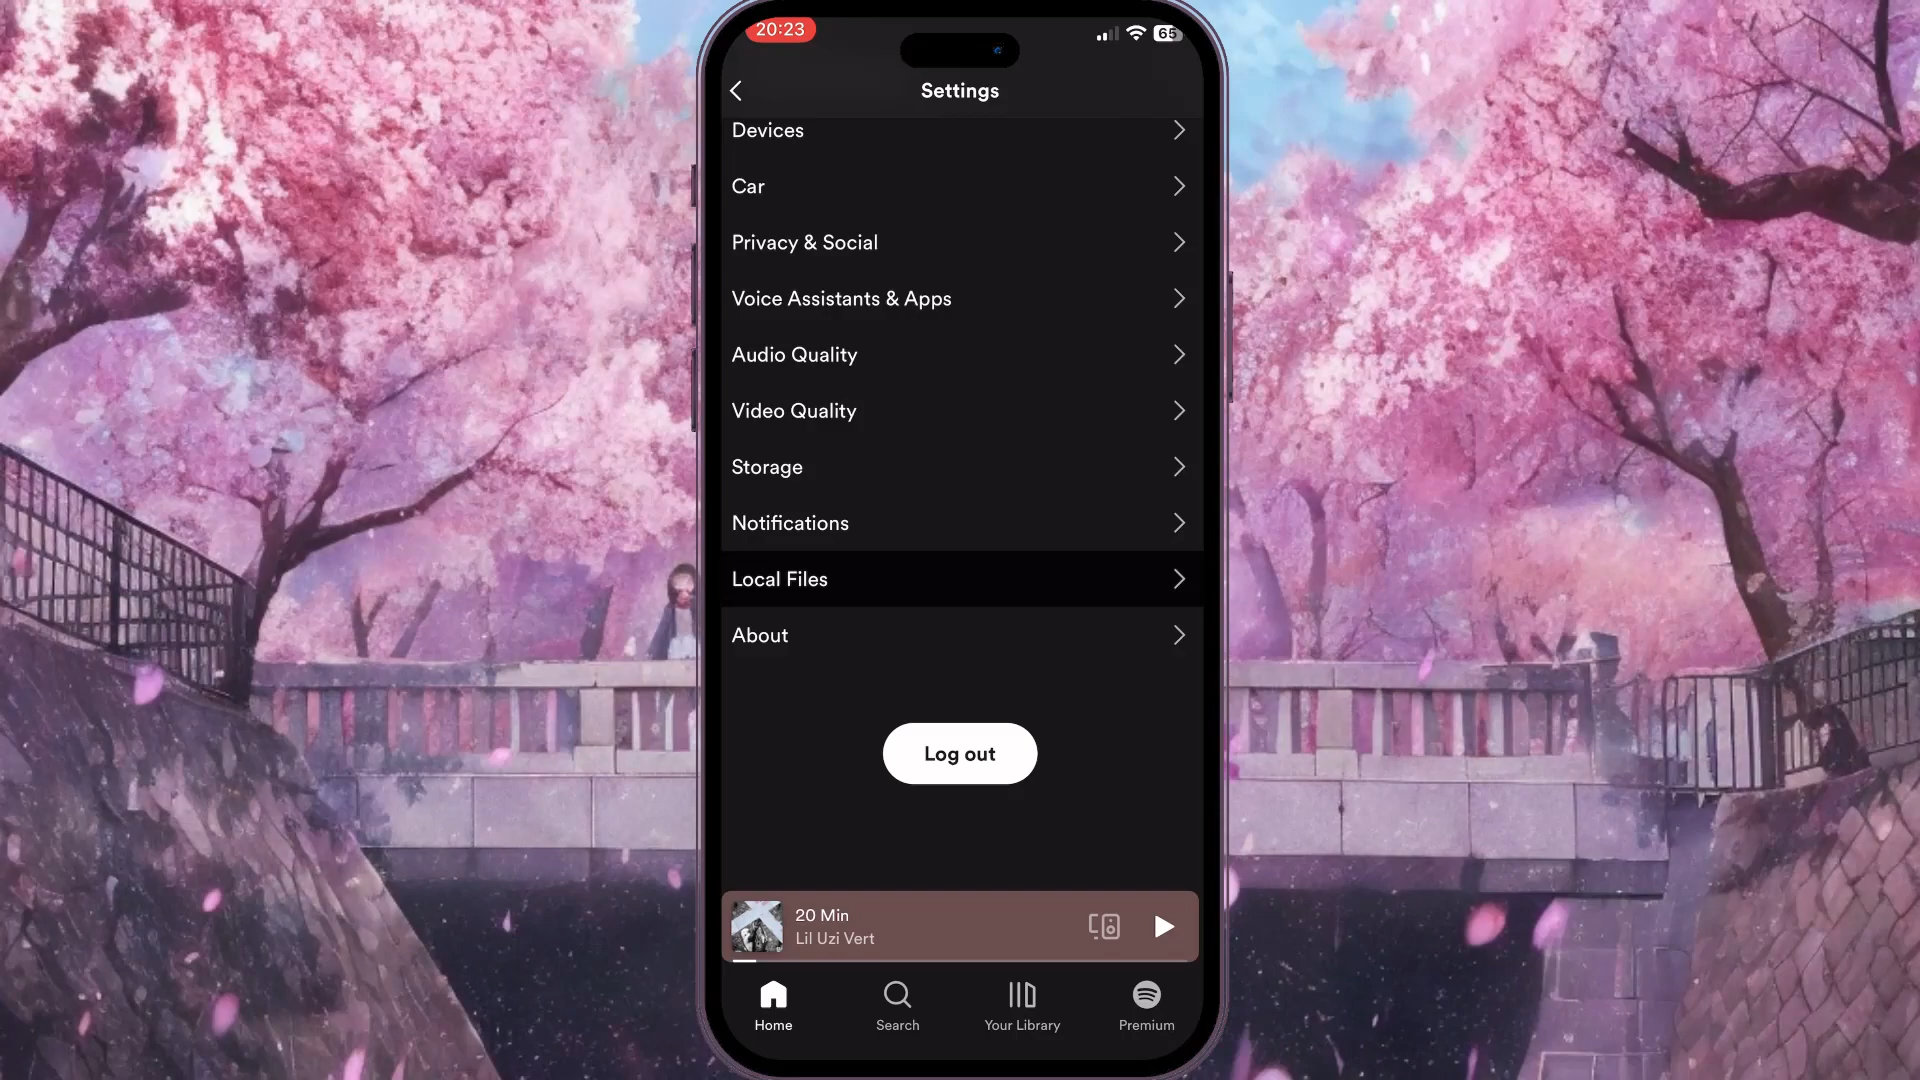 20:23
65
Settings
Devices
Car
Privacy & Social
Voice Assistants & Apps
Audio Quality
Video Quality
Storage
Notifications
Local Files
About
Log out
20 Min
Lil Uzi Vert
Home
Search
Your Library
Premium